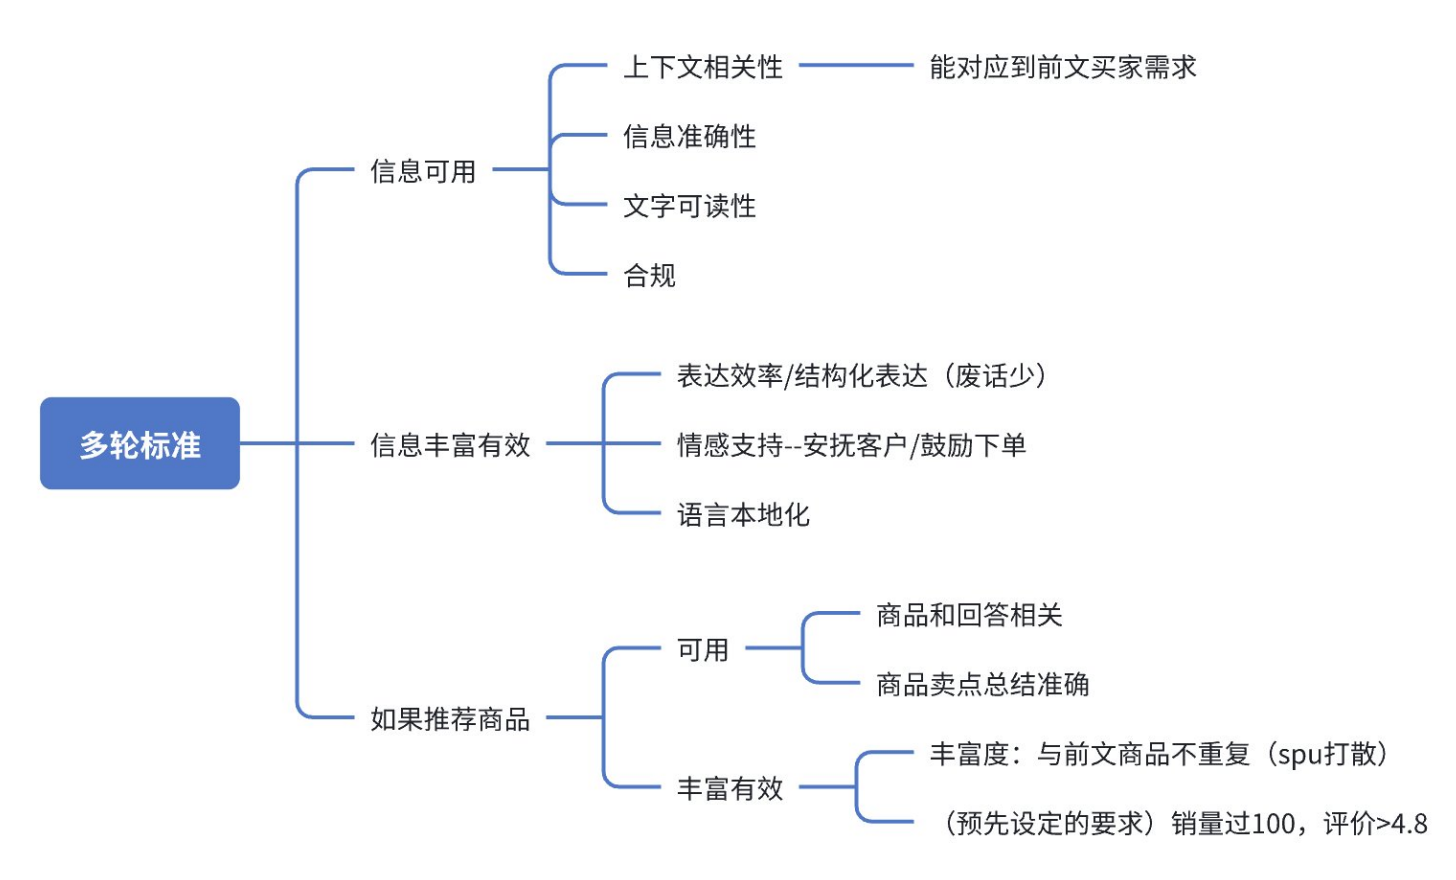 多轮标准
信息可用
上下文相关性
能对应到前文买家需求
信息准确性
文字可读性
合规
信息丰富有效
表达效率/结构化表达（废话少）
情感支持--安抚客户/鼓励下单
语言本地化
如果推荐商品
可用
商品和回答相关
商品卖点总结准确
丰富有效
丰富度：与前文商品不重复（spu打散）
（预先设定的要求）销量过100，评价>4.8